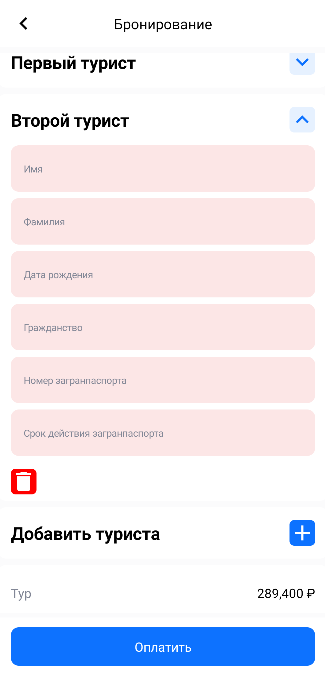 Бронирование
Первый турист
Второй турист
Имя
Фамилия
Дата рождения
Гражданство
Номер загранпаспорта
Срок действия загранпаспорта
Добавить туриста
Тур 289,400 ₽
Оплатить